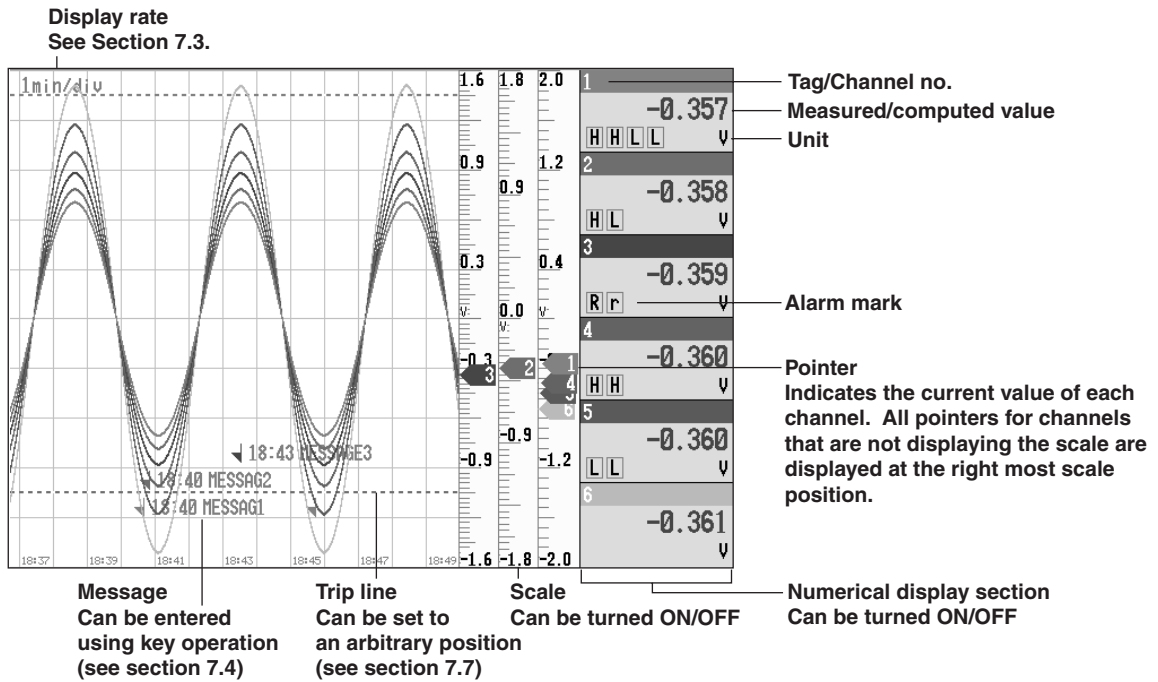 Display rate
See Section 7.3.
1min/div
1.6 1.8 2.0
0.9 1.2
0.9
0.3 0.4
V: 0.0 V:
V:
-0.3
3 2 1
4
5
6
-0.9
-0.9 -1.2
-1.6 -1.8 -2.0
18:43 MESSAGE3
18:40 MESSAG2
18:40 MESSAG1
18:37 18:39 18:41 18:43 18:45 18:47 18:49
1
-0.357
H H L L V
2
-0.358
H L V
3
-0.359
R r V
4
-0.360
H H V
5
-0.360
L L V
6
-0.361
V
Tag/Channel no.
Measured/computed value
Unit
Alarm mark
Pointer
Indicates the current value of each
channel. All pointers for channels
that are not displaying the scale are
displayed at the right most scale
position.
Message
Can be entered
using key operation
(see section 7.4)
Trip line
Can be set to
an arbitrary position
(see section 7.7)
Scale
Can be turned ON/OFF
Numerical display section
Can be turned ON/OFF